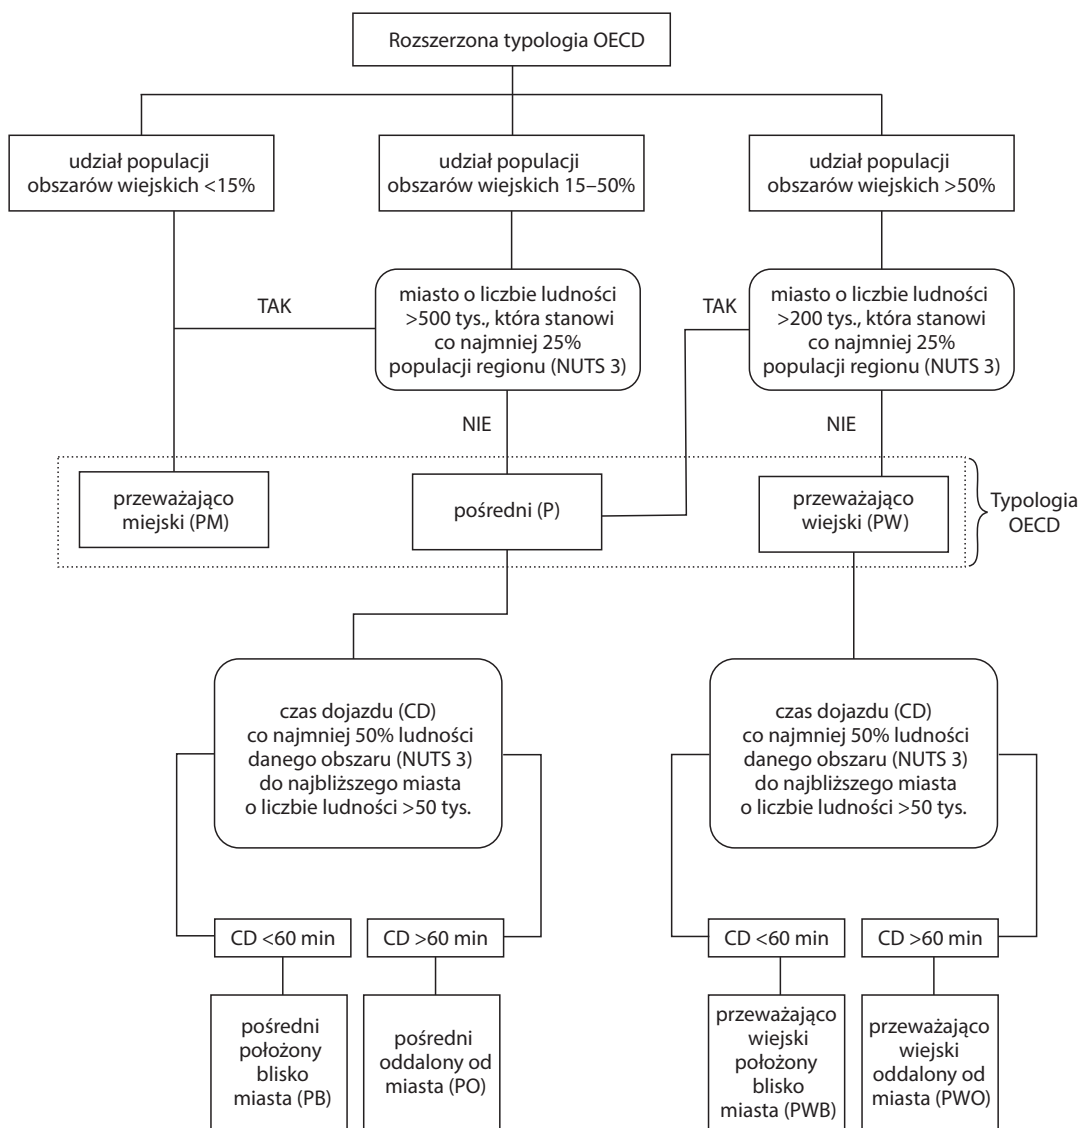 Rozszerzona typologia OECD
udział populacji
obszarów wiejskich <15%
udział populacji
obszarów wiejskich 15–50%
udział populacji
obszarów wiejskich >50%
TAK
miasto o liczbie ludności
>500 tys., która stanowi
co najmniej 25%
populacji regionu (NUTS 3)
TAK
miasto o liczbie ludności
>200 tys., która stanowi
co najmniej 25%
populacji regionu (NUTS 3)
NIE
NIE
przeważająco
miejski (PM)
pośredni (P)
przeważająco
wiejski (PW)
Typologia
OECD
czas dojazdu (CD)
co najmniej 50% ludności
danego obszaru (NUTS 3)
do najbliższego miasta
o liczbie ludności >50 tys.
czas dojazdu (CD)
co najmniej 50% ludności
danego obszaru (NUTS 3)
do najbliższego miasta
o liczbie ludności >50 tys.
CD <60 min
CD >60 min
CD <60 min
CD >60 min
pośredni
położony
blisko
miasta (PB)
pośredni
oddalony od
miasta (PO)
przeważająco
wiejski
położony
blisko
miasta (PWB)
przeważająco
wiejski
oddalony od
miasta (PWO)